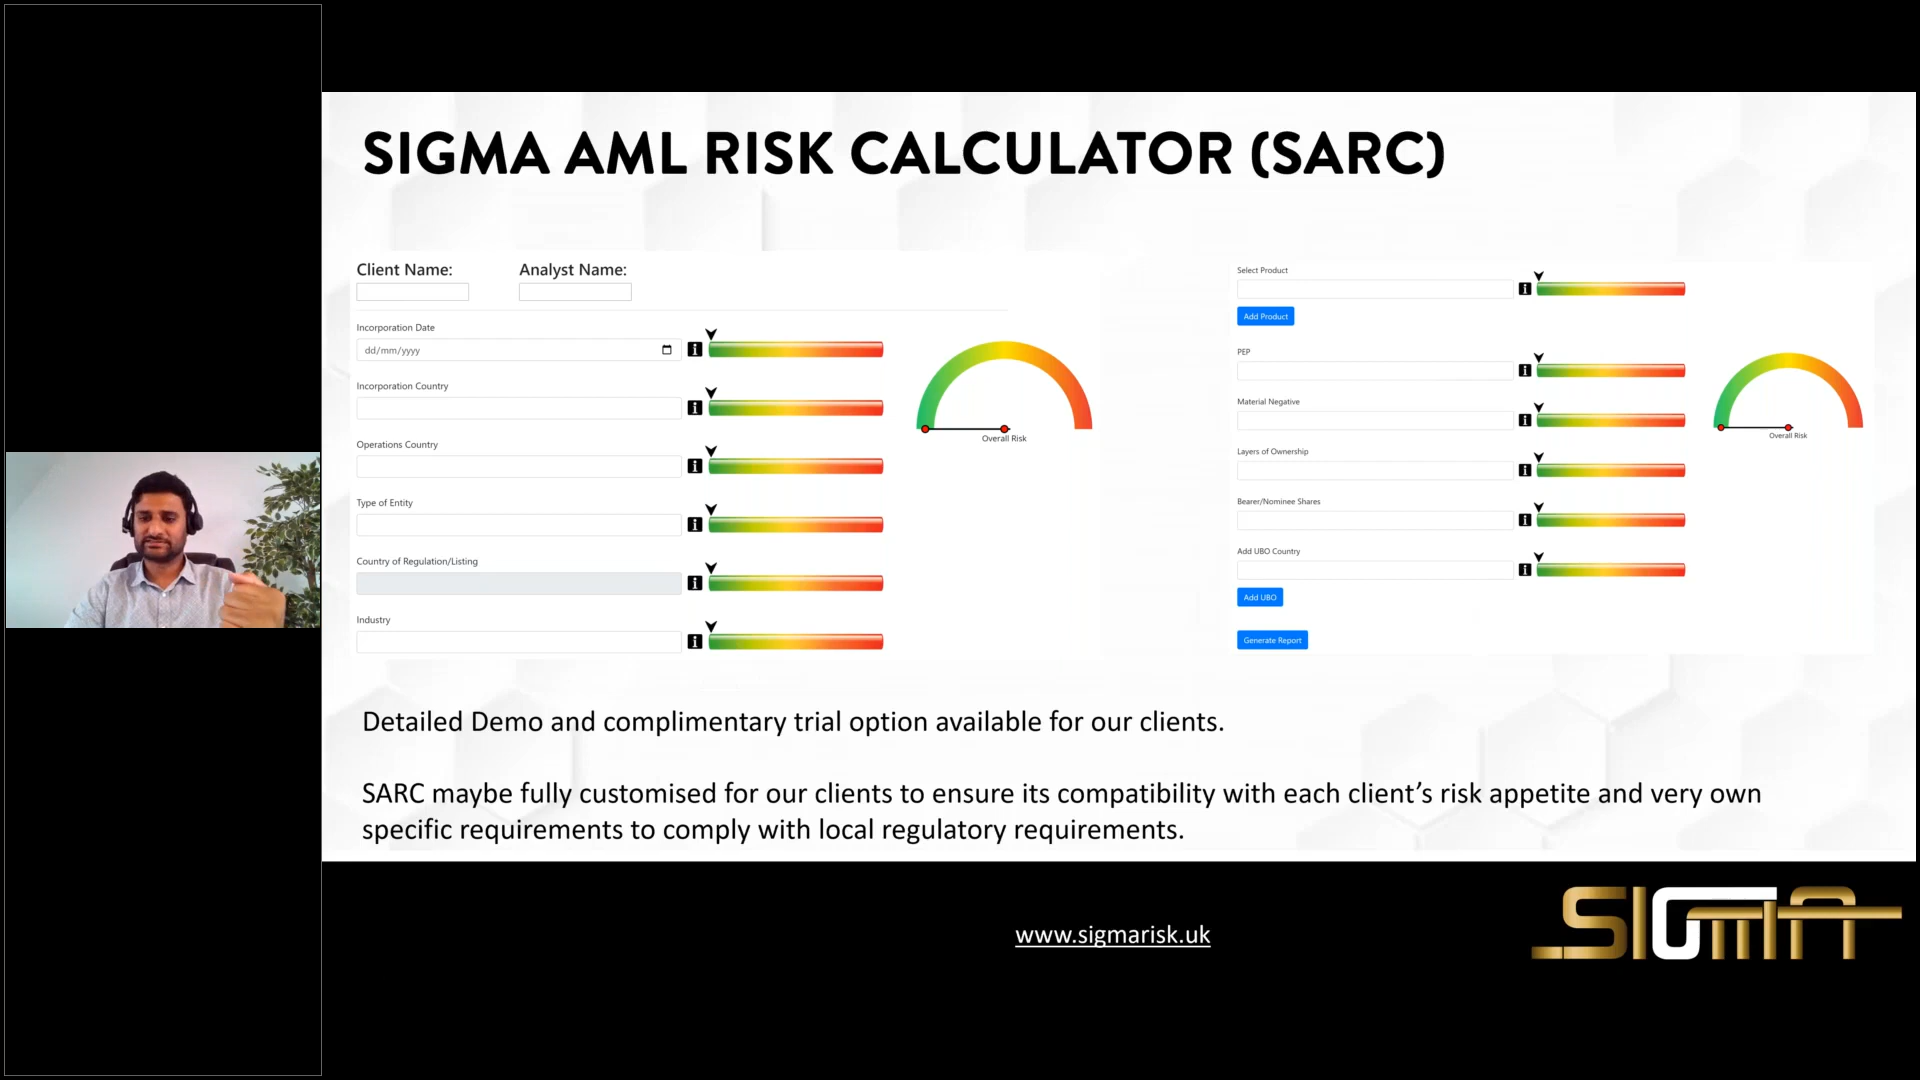 SIGMA AML RISK CALCULATOR (SARC)
Client Name:
Analyst Name:
Incorporation Date
dd/mm/yyyy
Incorporation Country
Operations Country
Type of Entity
Country of Regulation/Listing
Industry
Overall Risk
Select Product
Add Product
PEP
Material Negative
Layers of Ownership
Bearer/Nominee Shares
Add UBO Country
Add UBO
Generate Report
Overall Risk
Detailed Demo and complimentary trial option available for our clients.
SARC maybe fully customised for our clients to ensure its compatibility with each client’s risk appetite and very own
specific requirements to comply with local regulatory requirements.
www.sigmarisk.uk
SIGMA